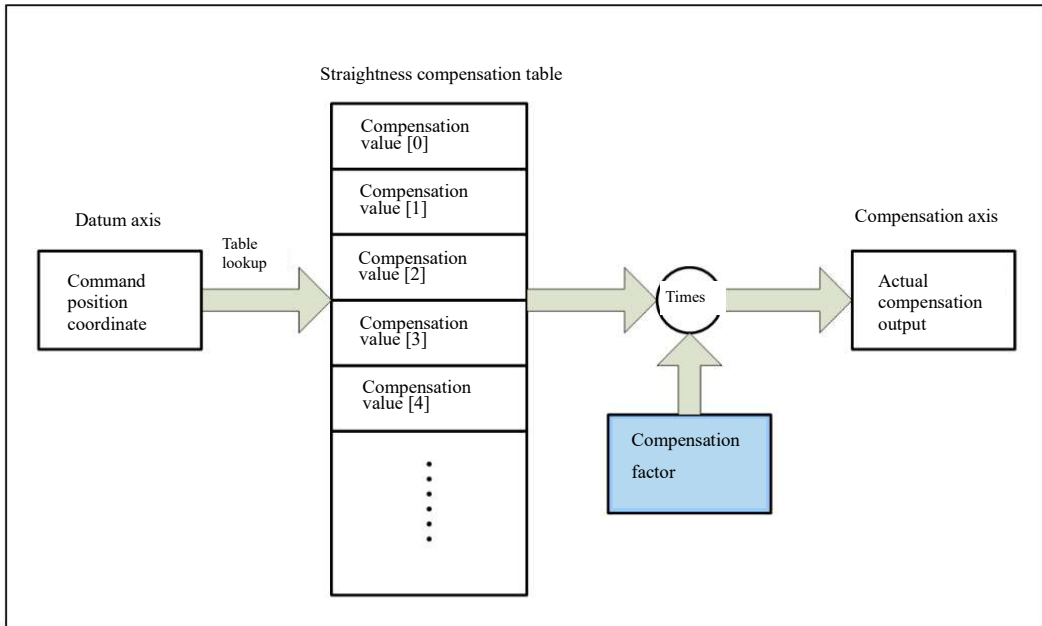 Straightness compensation table
Compensation
value [0]
Compensation
value [1]
Datum axis
Compensation axis
Table
lookup
Command
position
coordinate
Compensation
value [2]
Times
Actual
compensation
output
Compensation
value [3]
Compensation
value [4]
Compensation
factor